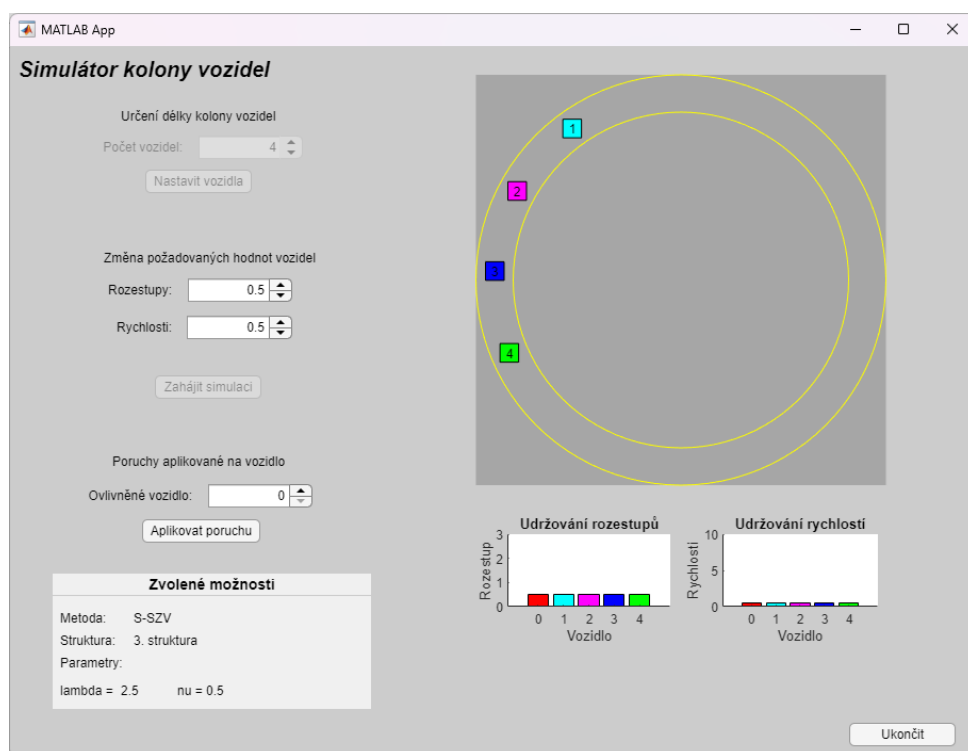 MATLAB App
Simulátor kolony vozidel
Určení délky kolony vozidel
Počet vozidel: 4
Nastavit vozidla
Změna požadovaných hodnot vozidel
Rozestupy: 0.5
Rychlosti: 0.5
Zahájit simulaci
Poruchy aplikované na vozidlo
Ovlivněné vozidlo: 0
Aplikovat poruchu
Zvolené možnosti
Metoda: S-SZV
Struktura: 3. struktura
Parametry:
lambda = 2.5 nu = 0.5
1
2
3
4
Udržování rozestupů
Rozestup
3
2
1
0
0 1 2 3 4
Vozidlo
Udržování rychlostí
Rychlosti
10
5
0
0 1 2 3 4
Vozidlo
Ukončit